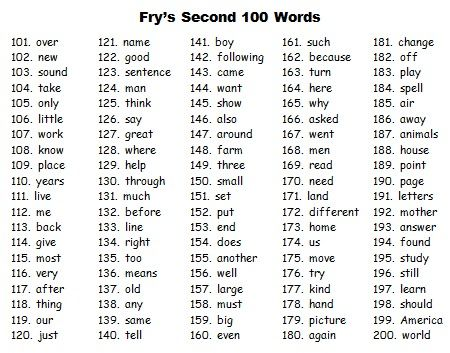 Fry's Second 100 Words
101. over 121. name 141. boy 161. such 181. change
102. new 122. good 142. following 162. because 182. off
103. sound 123. sentence 143. came 163. turn 183. play
104. take 124. man 144. want 164. here 184. spell
105. only 125. think 145. show 165. why 185. air
106. little 126. say 146. also 166. asked 186. away
107. work 127. great 147. around 167. went 187. animals
108. know 128. where 148. farm 168. men 188. house
109. place 129. help 149. three 169. read 189. point
110. years 130. through 150. small 170. need 190. page
111. live 131. much 151. set 171. land 191. letters
112. me 132. before 152. put 172. different 192. mother
113. back 133. line 153. end 173. home 193. answer
114. give 134. right 154. does 174. us 194. found
115. most 135. too 155. another 175. move 195. study
116. very 136. means 156. well 176. try 196. still
117. after 137. old 157. large 177. kind 197. learn
118. thing 138. any 158. must 178. hand 198. should
119. our 139. same 159. big 179. picture 199. America
120. just 140. tell 160. even 180. again 200. world